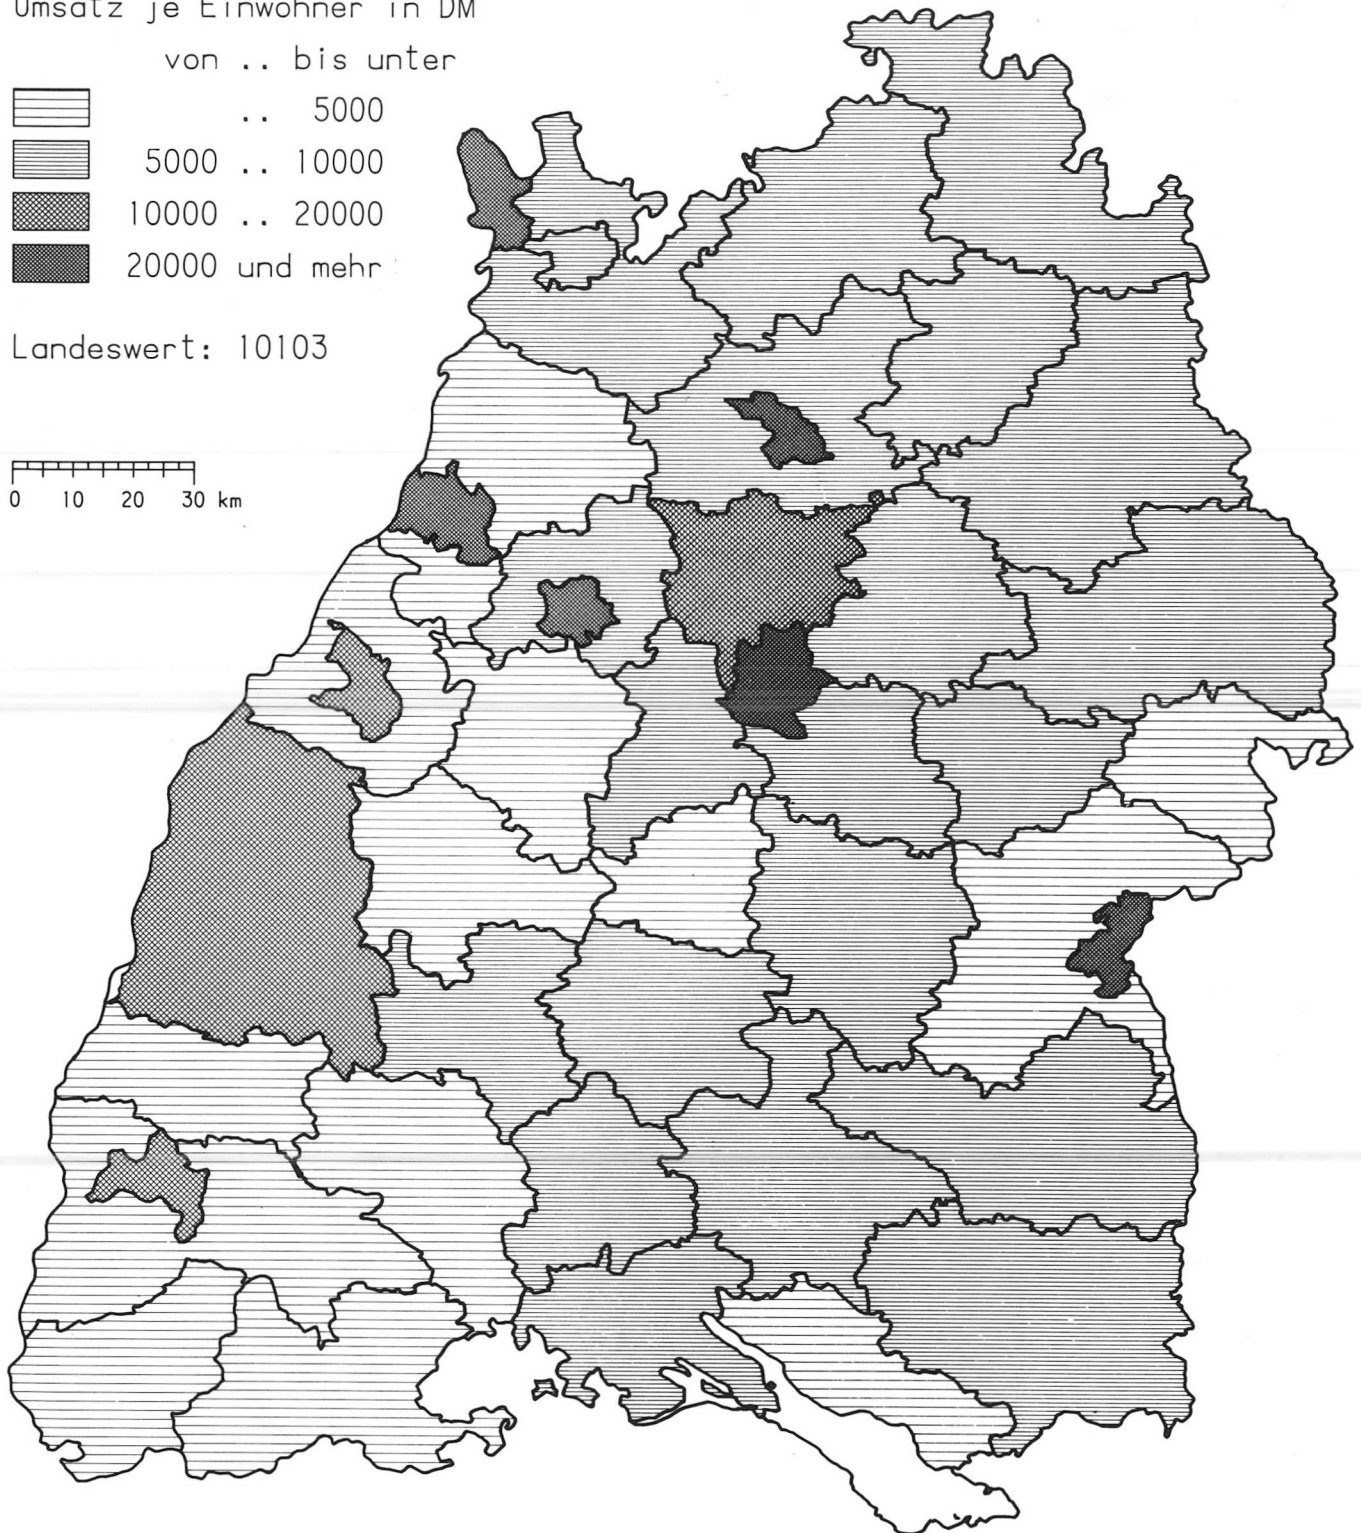 Umsatz je Einwohner in DM
von .. bis unter
.. 5000
5000 .. 10000
10000 .. 20000
20000 und mehr
Landeswert: 10103
0 10 20 30 km